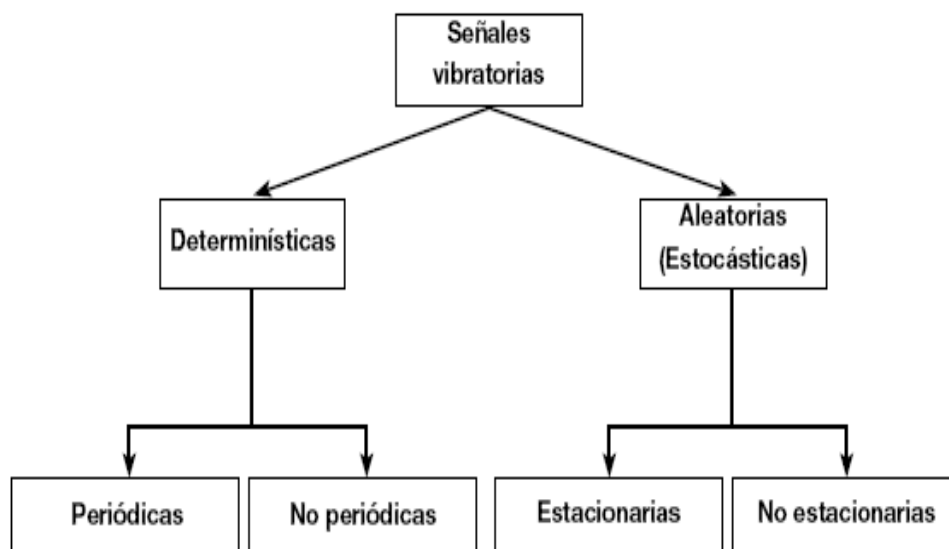 Señales
vibratorias
Determinísticas
Aleatorias
(Estocásticas)
Periódicas
No periódicas
Estacionarias
No estacionarias